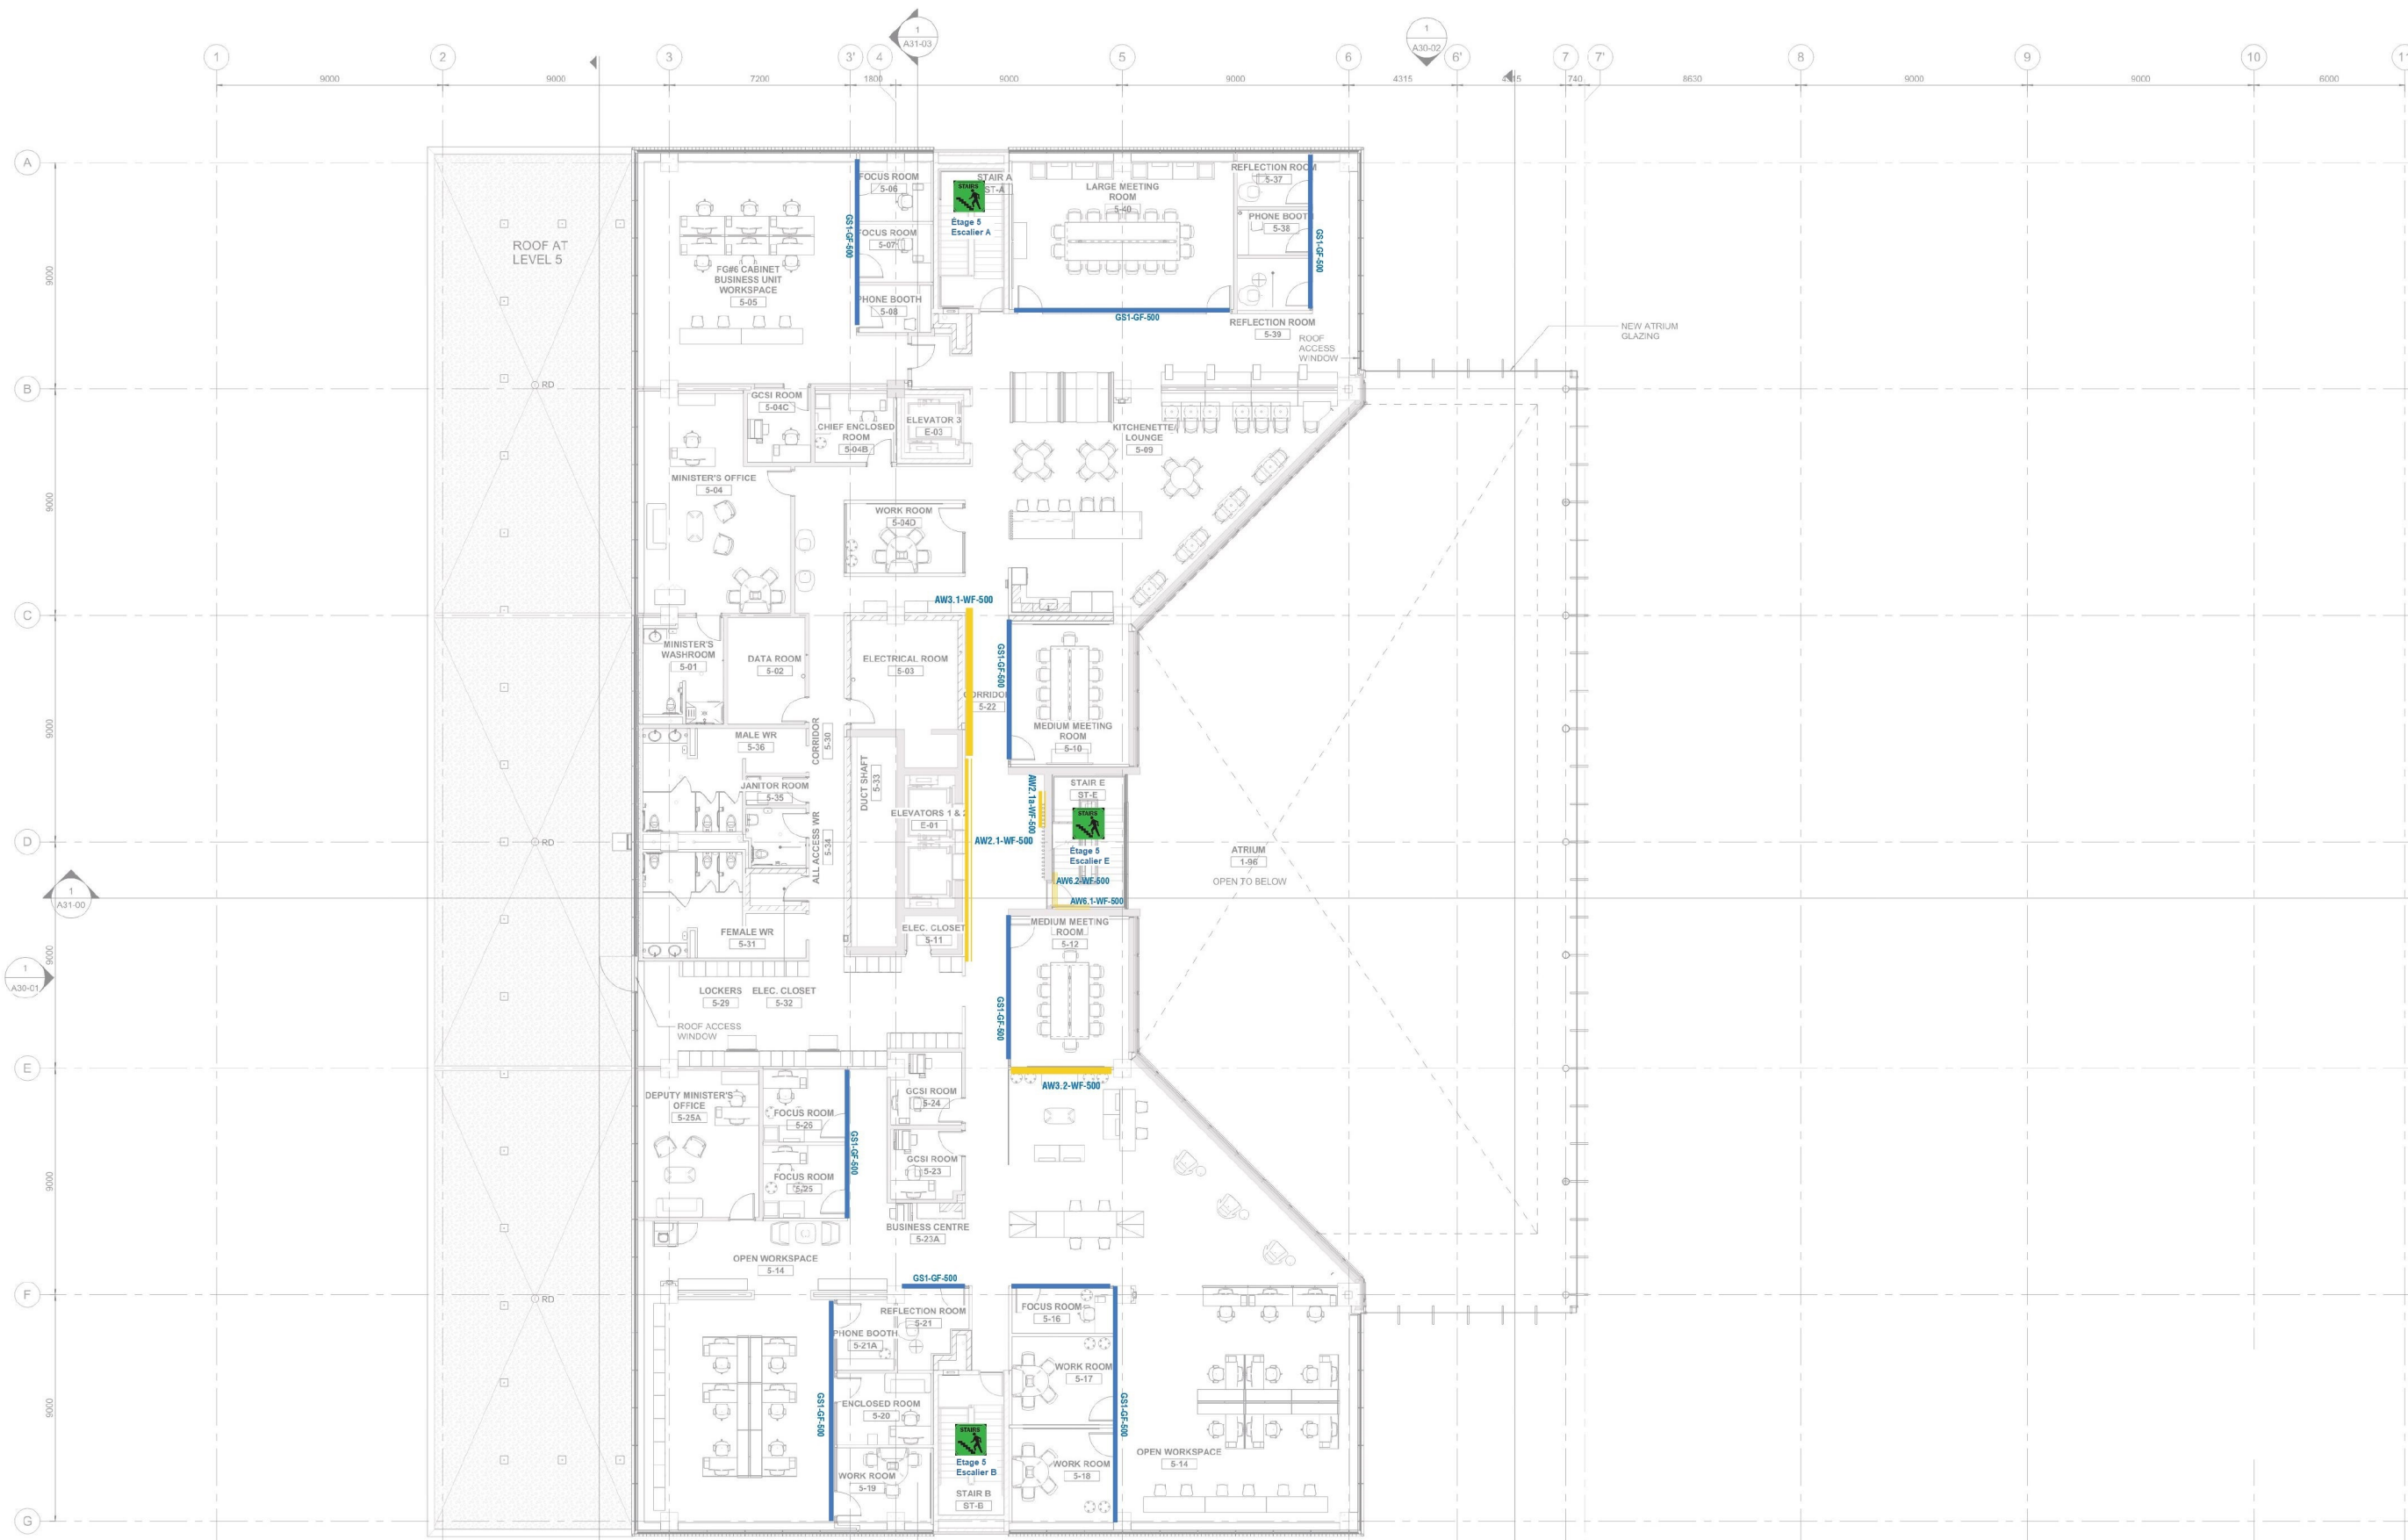 1
A31-03
1
A30-02
1
2
3
3'
4
5
6
6'
7
7'
8
9
10
11
9000
9000
7200
1800
9000
9000
4315
740
8630
9000
9000
6000
A
B
C
D
E
F
G
9000
9000
9000
9000
9000
9000
1
A31-00
1
A30-01
ROOF AT
LEVEL 5
RD
RD
RD
FG#6 CABINET
BUSINESS UNIT
WORKSPACE
5-05
GS1-GF-500
FOCUS ROOM
5-06
FOCUS ROOM
5-07
PHONE BOOTH
5-08
STAIR A
ST-A
STAIRS
Étage 5
Escalier A
LARGE MEETING
ROOM
5-40
GS1-GF-500
REFLECTION ROOM
5-37
PHONE BOOTH
5-38
GS1-GF-500
REFLECTION ROOM
5-39
ROOF
ACCESS
WINDOW
NEW ATRIUM
GLAZING
GCSI ROOM
5-04C
CHIEF ENCLOSED
ROOM
5-04B
ELEVATOR 3
E-03
KITCHENETTE/
LOUNGE
5-09
MINISTER'S OFFICE
5-04
WORK ROOM
5-04D
AW3.1-WF-500
MINISTER'S
WASHROOM
5-01
DATA ROOM
5-02
ELECTRICAL ROOM
5-03
GS1-GF-500
CORRIDOR
5-22
MEDIUM MEETING
ROOM
5-10
MALE WR
5-36
CORRIDOR
5-30
JANITOR ROOM
5-35
DUCT SHAFT
5-33
ELEVATORS 1 & 2
E-01
AW2.1a-WF-500
STAIR E
ST-E
STAIRS
Étage 5
Escalier E
AW2.1-WF-500
ALL ACCESS WR
5-34
AW6.2-WF-500
AW6.1-WF-500
ATRIUM
1-96
OPEN TO BELOW
FEMALE WR
5-31
ELEC. CLOSET
5-11
MEDIUM MEETING
ROOM
5-12
GS1-GF-500
LOCKERS
5-29
ELEC. CLOSET
5-32
ROOF ACCESS
WINDOW
AW3.2-WF-500
DEPUTY MINISTER'S
OFFICE
5-25A
FOCUS ROOM
5-26
GS1-GF-500
GCSI ROOM
5-24
FOCUS ROOM
5-25
GCSI ROOM
5-23
BUSINESS CENTRE
5-23A
OPEN WORKSPACE
5-14
GS1-GF-500
REFLECTION ROOM
5-21
PHONE BOOTH
5-21A
FOCUS ROOM
5-16
WORK ROOM
5-17
GS1-GF-500
ENCLOSED ROOM
5-20
STAIRS
Étage 5
Escalier B
GS1-GF-500
OPEN WORKSPACE
5-14
WORK ROOM
5-18
WORK ROOM
5-19
STAIR B
ST-B